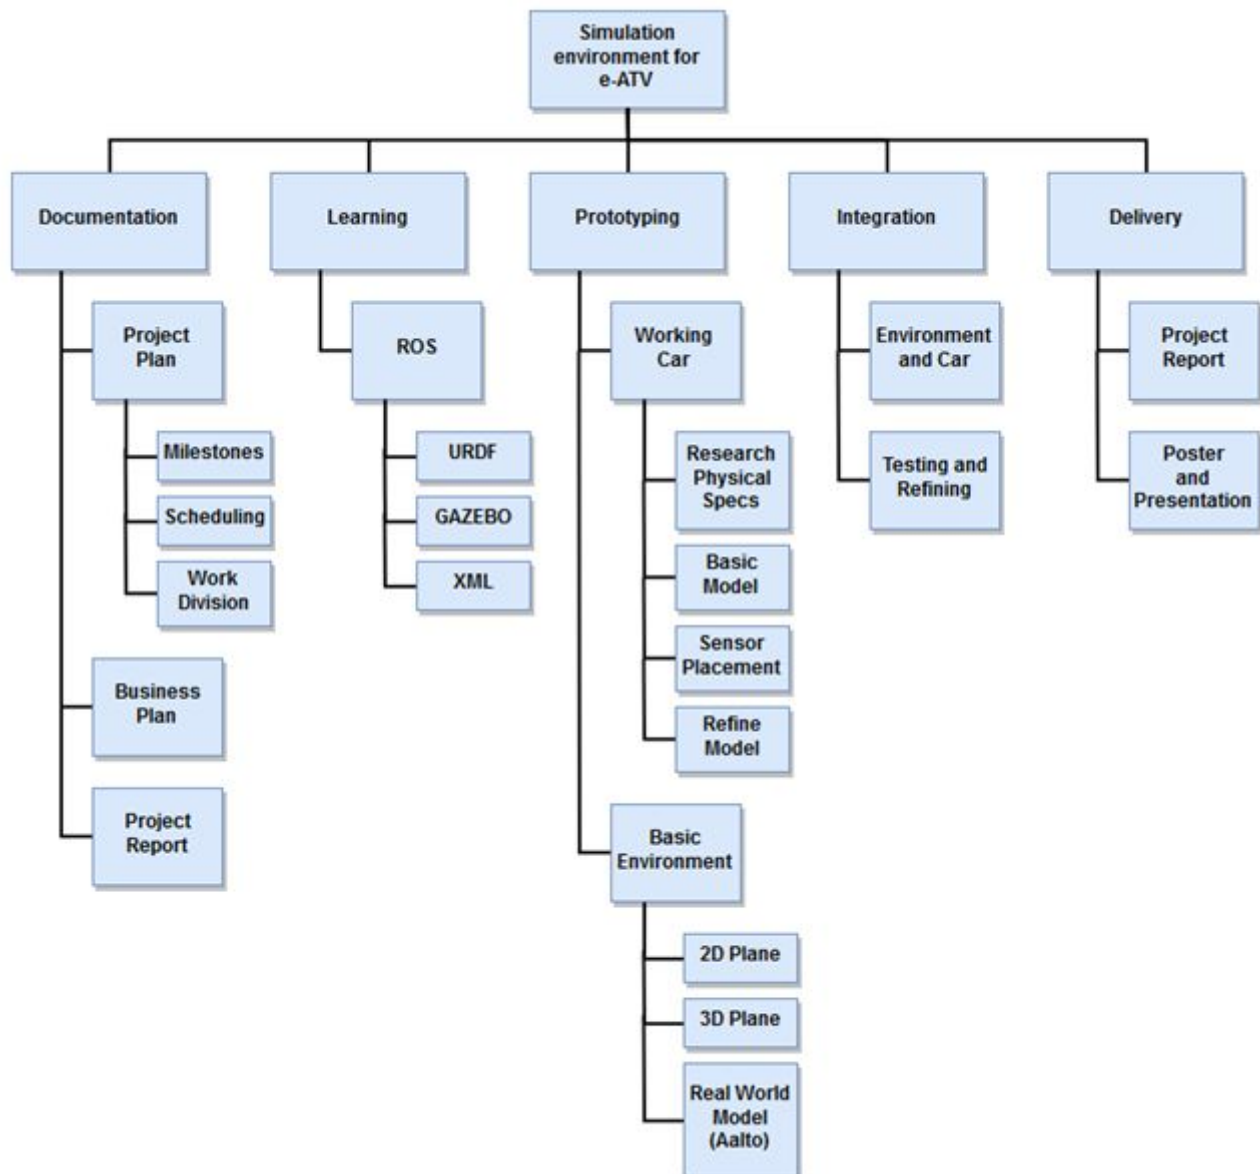 Simulation
environment for
e-ATV
Documentation
Learning
Prototyping
Integration
Delivery
Project
Plan
Milestones
Scheduling
Work
Division
Business
Plan
Project
Report
ROS
URDF
GAZEBO
XML
Working
Car
Research
Physical
Specs
Basic
Model
Sensor
Placement
Refine
Model
Basic
Environment
2D Plane
3D Plane
Real World
Model
(Aalto)
Environment
and Car
Testing and
Refining
Project
Report
Poster
and
Presentation